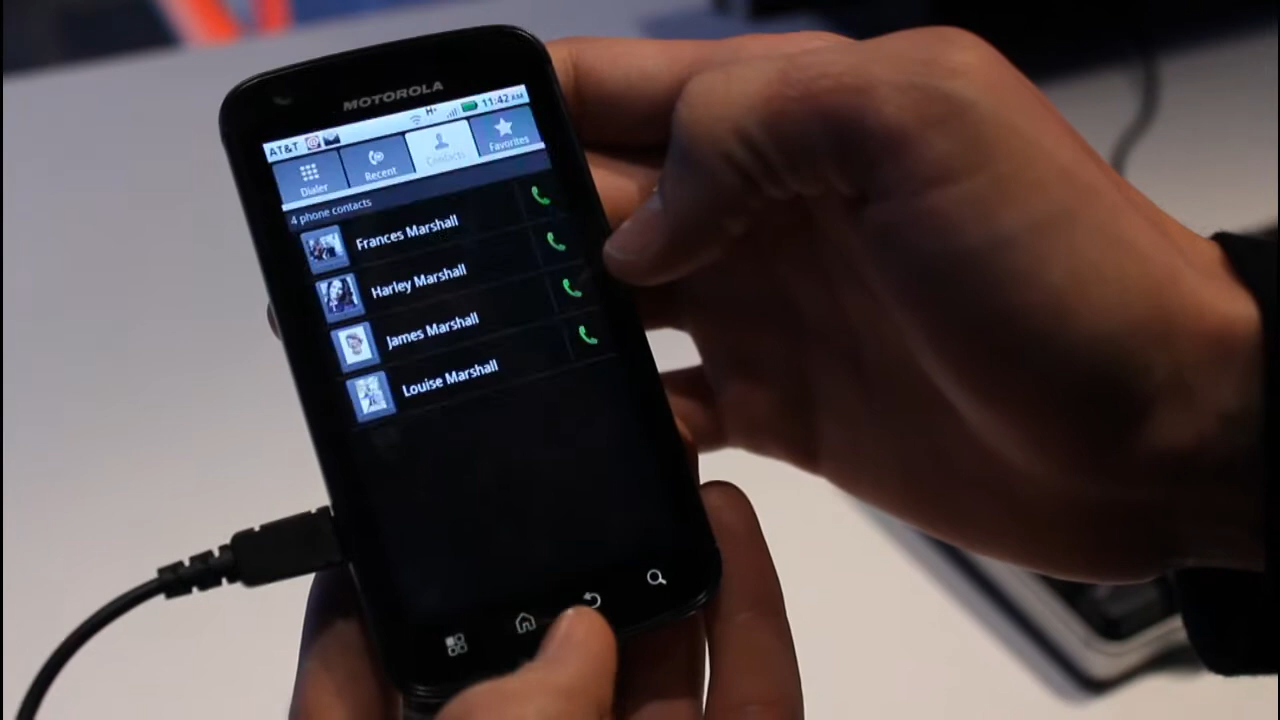 MOTOROLA
AT&T H+ 11:42 AM
Dialer Recent Contacts Favorites
4 phone contacts
Frances Marshall
Harley Marshall
James Marshall
Louise Marshall